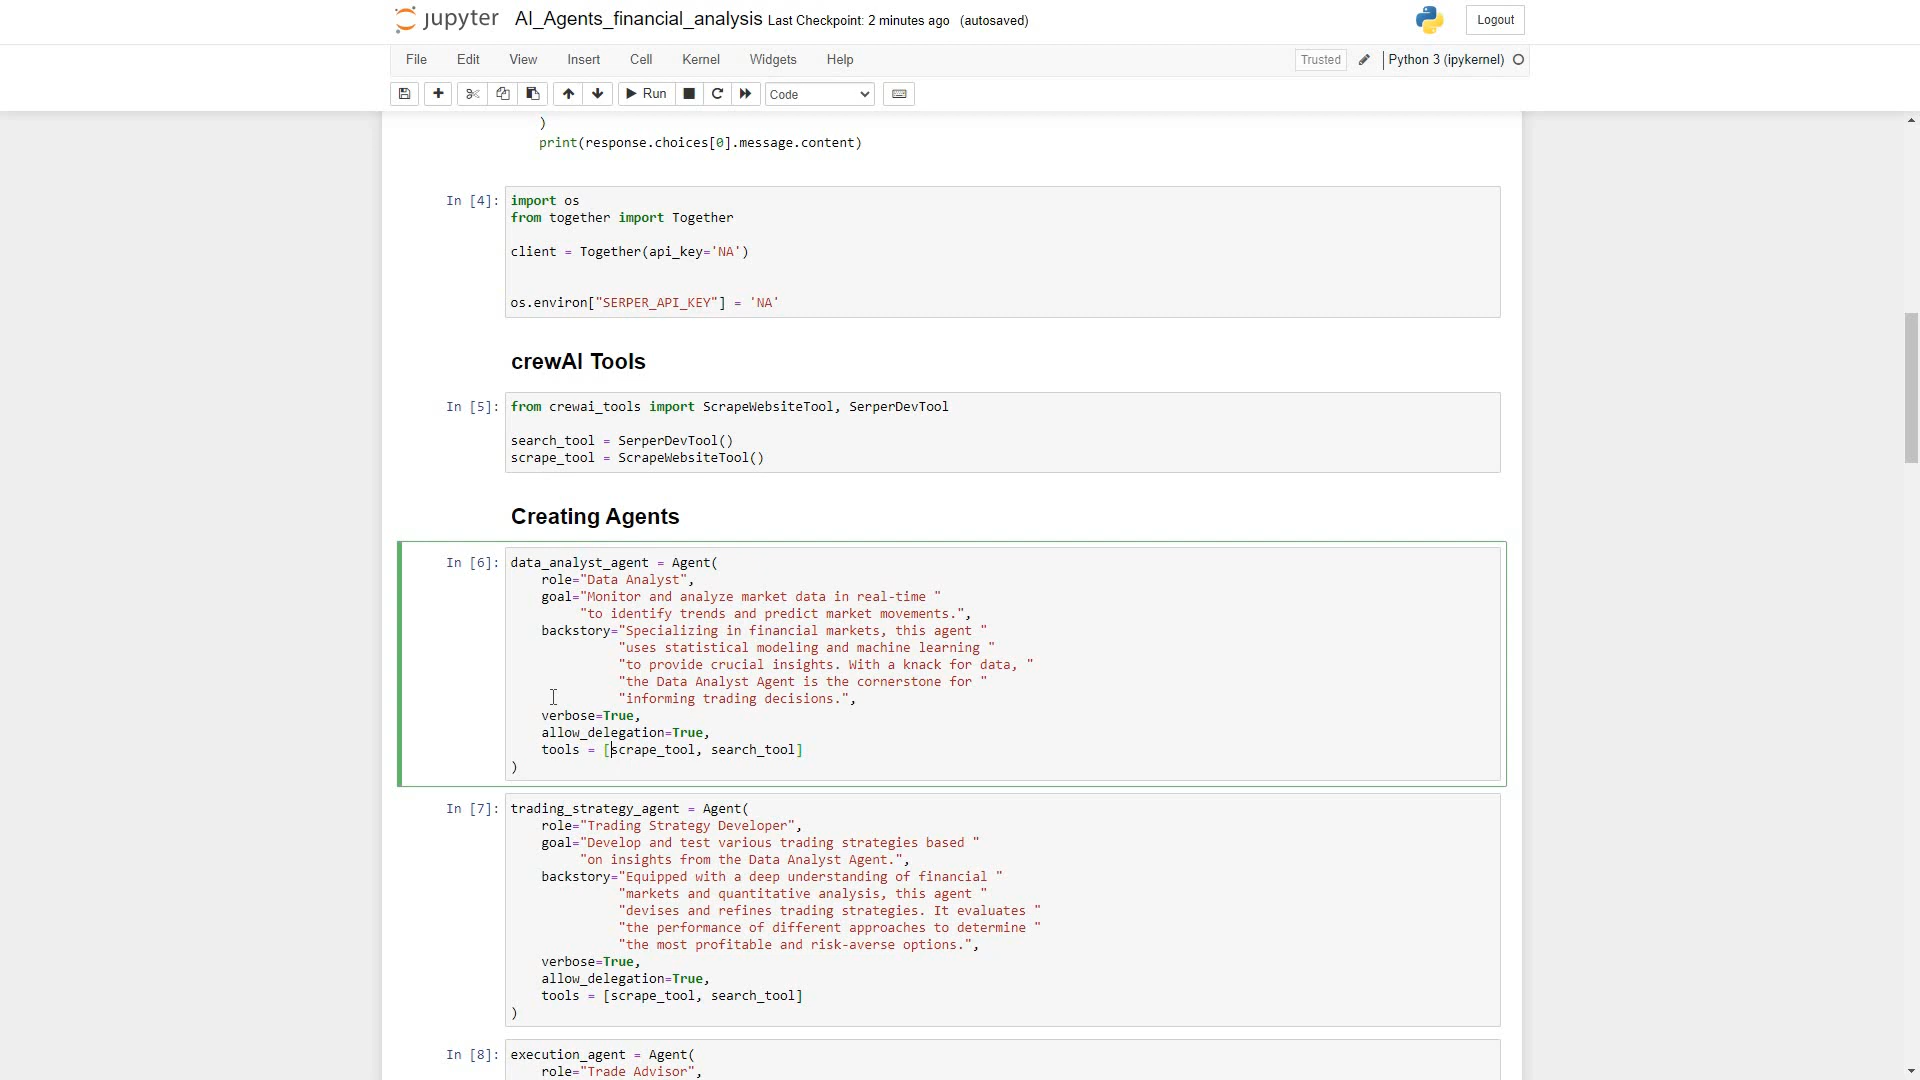 jupyter AI_Agents_financial_analysis Last Checkpoint: 2 minutes ago (autosaved) Logout
File Edit View Insert Cell Kernel Widgets Help Trusted Python 3 (ipykernel)
Run Code
)
print(response.choices[0].message.content)
In [4]: import os
from together import Together
client = Together(api_key='NA')
os.environ["SERPER_API_KEY"] = 'NA'
crewAI Tools
In [5]: from crewai_tools import ScrapeWebsiteTool, SerperDevTool
search_tool = SerperDevTool()
scrape_tool = ScrapeWebsiteTool()
Creating Agents
In [6]: data_analyst_agent = Agent(
role="Data Analyst",
goal="Monitor and analyze market data in real-time "
"to identify trends and predict market movements.",
backstory="Specializing in financial markets, this agent "
"uses statistical modeling and machine learning "
"to provide crucial insights. With a knack for data, "
"the Data Analyst Agent is the cornerstone for "
"informing trading decisions.",
verbose=True,
allow_delegation=True,
tools = [scrape_tool, search_tool]
)
In [7]: trading_strategy_agent = Agent(
role="Trading Strategy Developer",
goal="Develop and test various trading strategies based "
"on insights from the Data Analyst Agent.",
backstory="Equipped with a deep understanding of financial "
"markets and quantitative analysis, this agent "
"devises and refines trading strategies. It evaluates "
"the performance of different approaches to determine "
"the most profitable and risk-averse options.",
verbose=True,
allow_delegation=True,
tools = [scrape_tool, search_tool]
)
In [8]: execution_agent = Agent(
role="Trade Advisor",